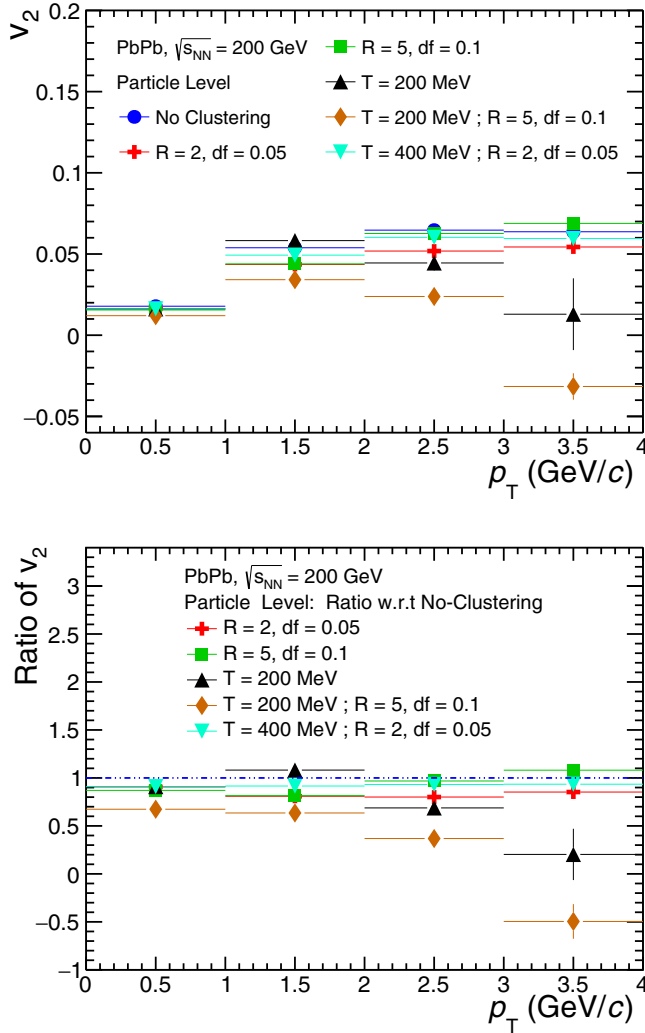 v₂
0.2
0.15
0.1
0.05
0
−0.05
PbPb, √s_NN = 200 GeV
Particle Level
No Clustering
R = 2, df = 0.05
R = 5, df = 0.1
T = 200 MeV
T = 200 MeV ; R = 5, df = 0.1
T = 400 MeV ; R = 2, df = 0.05
0 0.5 1 1.5 2 2.5 3 3.5 4
p_T (GeV/c)
Ratio of v₂
3
2.5
2
1.5
1
0.5
0
−0.5
−1
PbPb, √s_NN = 200 GeV
Particle Level: Ratio w.r.t No-Clustering
R = 2, df = 0.05
R = 5, df = 0.1
T = 200 MeV
T = 200 MeV ; R = 5, df = 0.1
T = 400 MeV ; R = 2, df = 0.05
0 0.5 1 1.5 2 2.5 3 3.5 4
p_T (GeV/c)